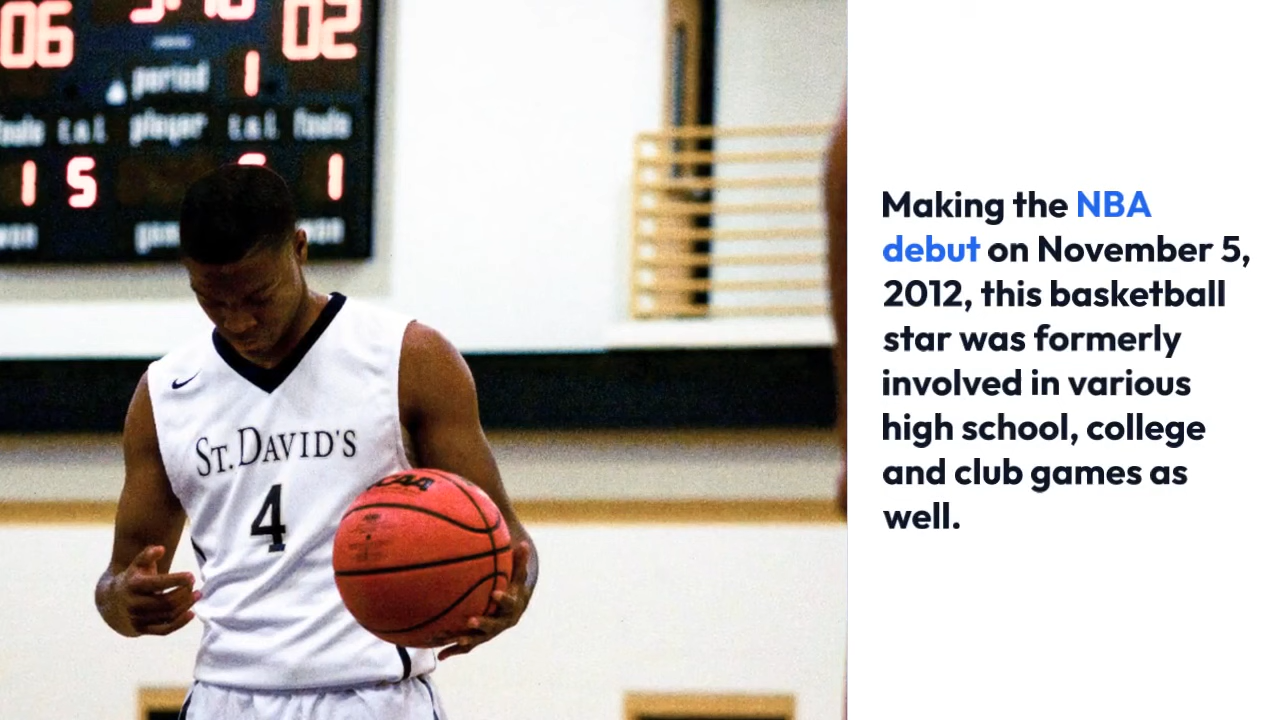 06 02
period 1
fouls t.o.l. player t.o.l. fouls
1 5 1
ST. DAVID'S
4
Making the NBA
debut on November 5,
2012, this basketball
star was formerly
involved in various
high school, college
and club games as
well.